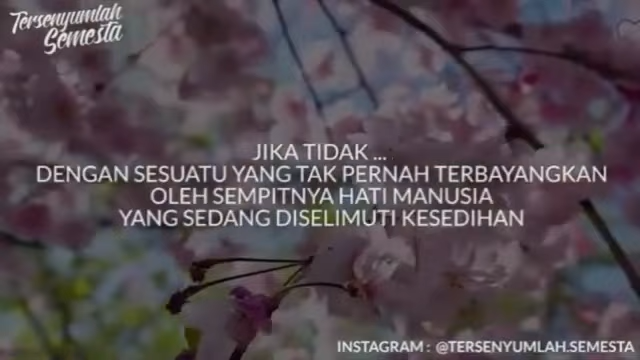 Tersenyumlah
Semesta
JIKA TIDAK ...
DENGAN SESUATU YANG TAK PERNAH TERBAYANGKAN
OLEH SEMPITNYA HATI MANUSIA
YANG SEDANG DISELIMUTI KESEDIHAN
INSTAGRAM : @TERSENYUMLAH.SEMESTA